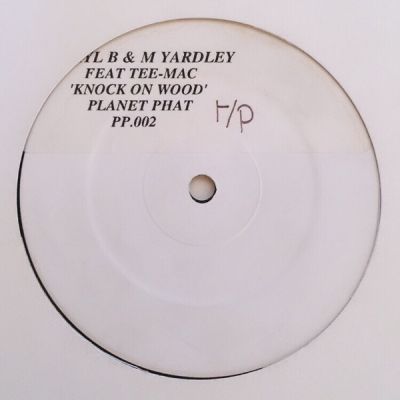 B & M YARDLEY
FEAT TEE-MAC
'KNOCK ON WOOD'
PLANET PHAT
PP.002
r/p